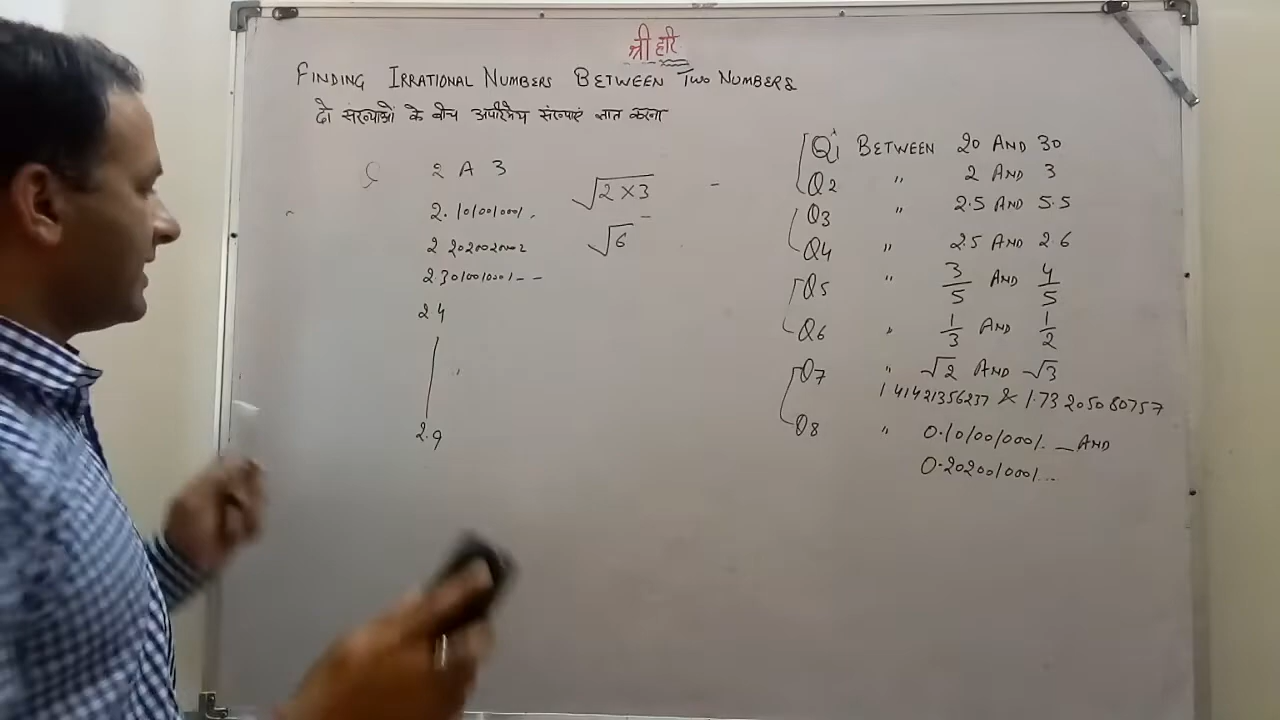 श्री हरि
FINDING IRRATIONAL NUMBERS BETWEEN TWO NUMBERS
दो संख्याओं के बीच अपरिमेय संख्याएं ज्ञात करना
2 A 3
2.1010010001.
2 2020020002
2.3010010001--
2 4
2.9
√2×3 -
√6
Q1 BETWEEN 20 AND 30
Q2 " 2 AND 3
Q3 " 2.5 AND 5.5
Q4 " 2.5 AND 2.6
Q5 " 3/5 AND 4/5
Q6 " 1/3 AND 1/2
Q7 " √2 AND √3
1 41421356237 & 1.73205080757
Q8 " 0.1010010001.._AND
0.2020010001...